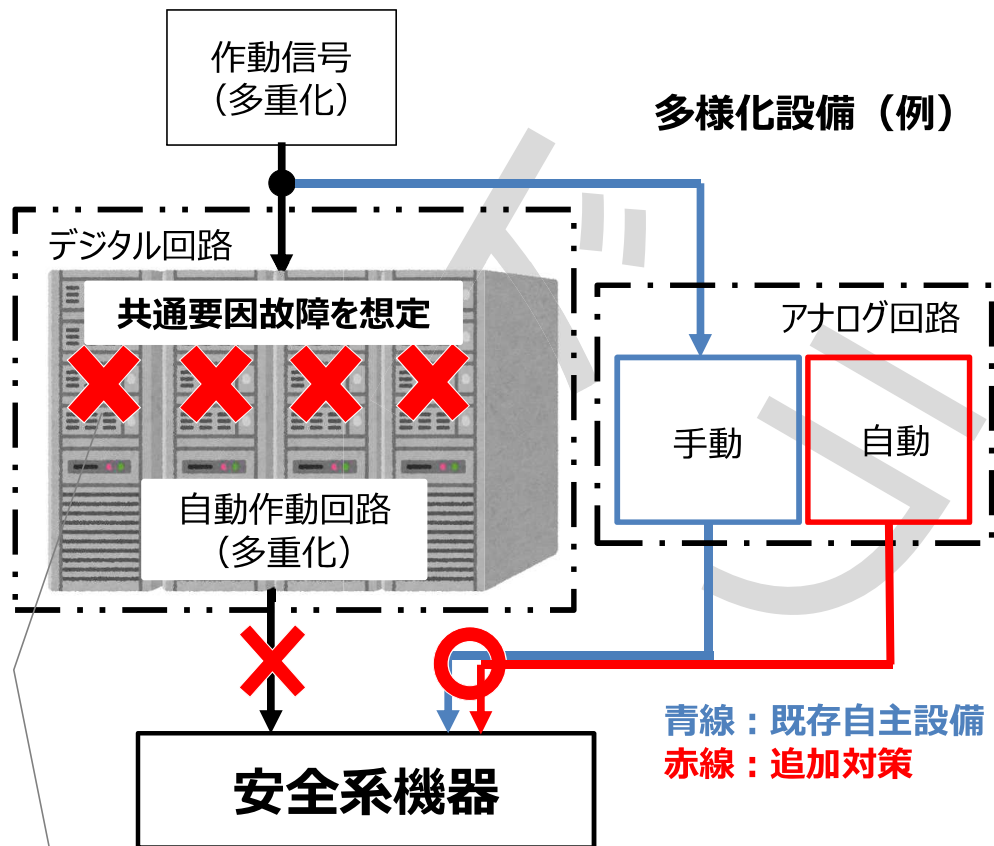 作動信号
（多重化）
多様化設備（例）
デジタル回路
共通要因故障を想定
アナログ回路
手動
自動
自動作動回路
（多重化）
青線：既存自主設備
赤線：追加対策
安全系機器
ドラ